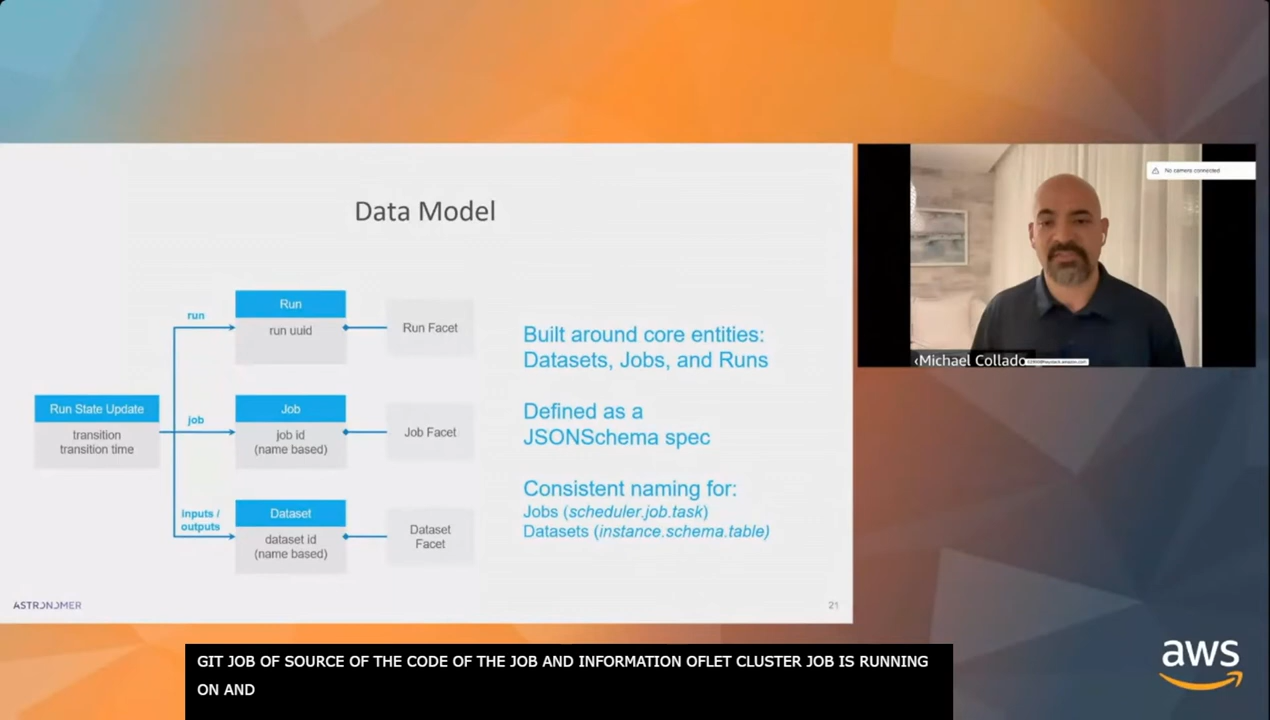 Data Model
run
Run
run uuid
Run Facet
Run State Update
transition
transition time
job
Job
job id
(name based)
Job Facet
inputs /
outputs
Dataset
dataset id
(name based)
Dataset
Facet
Built around core entities:
Datasets, Jobs, and Runs
Defined as a
JSONSchema spec
Consistent naming for:
Jobs (scheduler.job.task)
Datasets (instance.schema.table)
ASTRONOMER
21
No camera connected
‹Michael Collado
aws
GIT JOB OF SOURCE OF THE CODE OF THE JOB AND INFORMATION OFLET CLUSTER JOB IS RUNNING
ON AND